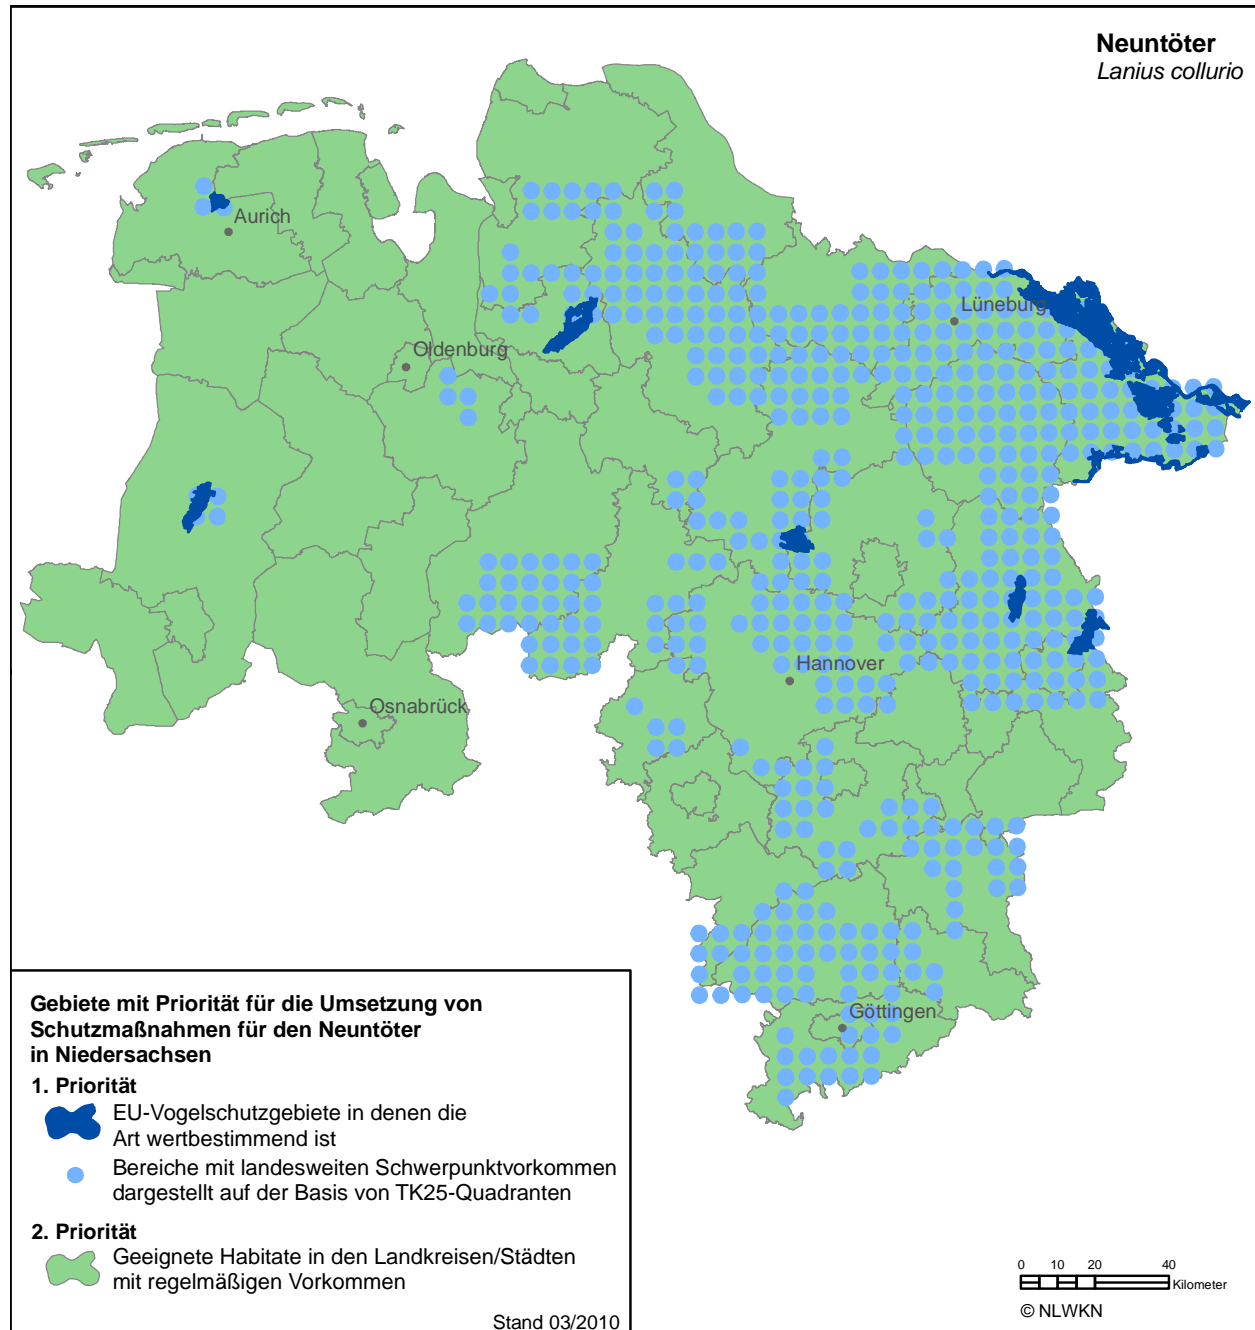 Neuntöter
Lanius collurio
Aurich
Lüneburg
Oldenburg
Hannover
Osnabrück
Göttingen
Gebiete mit Priorität für die Umsetzung von
Schutzmaßnahmen für den Neuntöter
in Niedersachsen
1. Priorität
EU-Vogelschutzgebiete in denen die
Art wertbestimmend ist
Bereiche mit landesweiten Schwerpunktvorkommen
dargestellt auf der Basis von TK25-Quadranten
2. Priorität
Geeignete Habitate in den Landkreisen/Städten
mit regelmäßigen Vorkommen
Stand 03/2010
0 10 20 40
Kilometer
© NLWKN